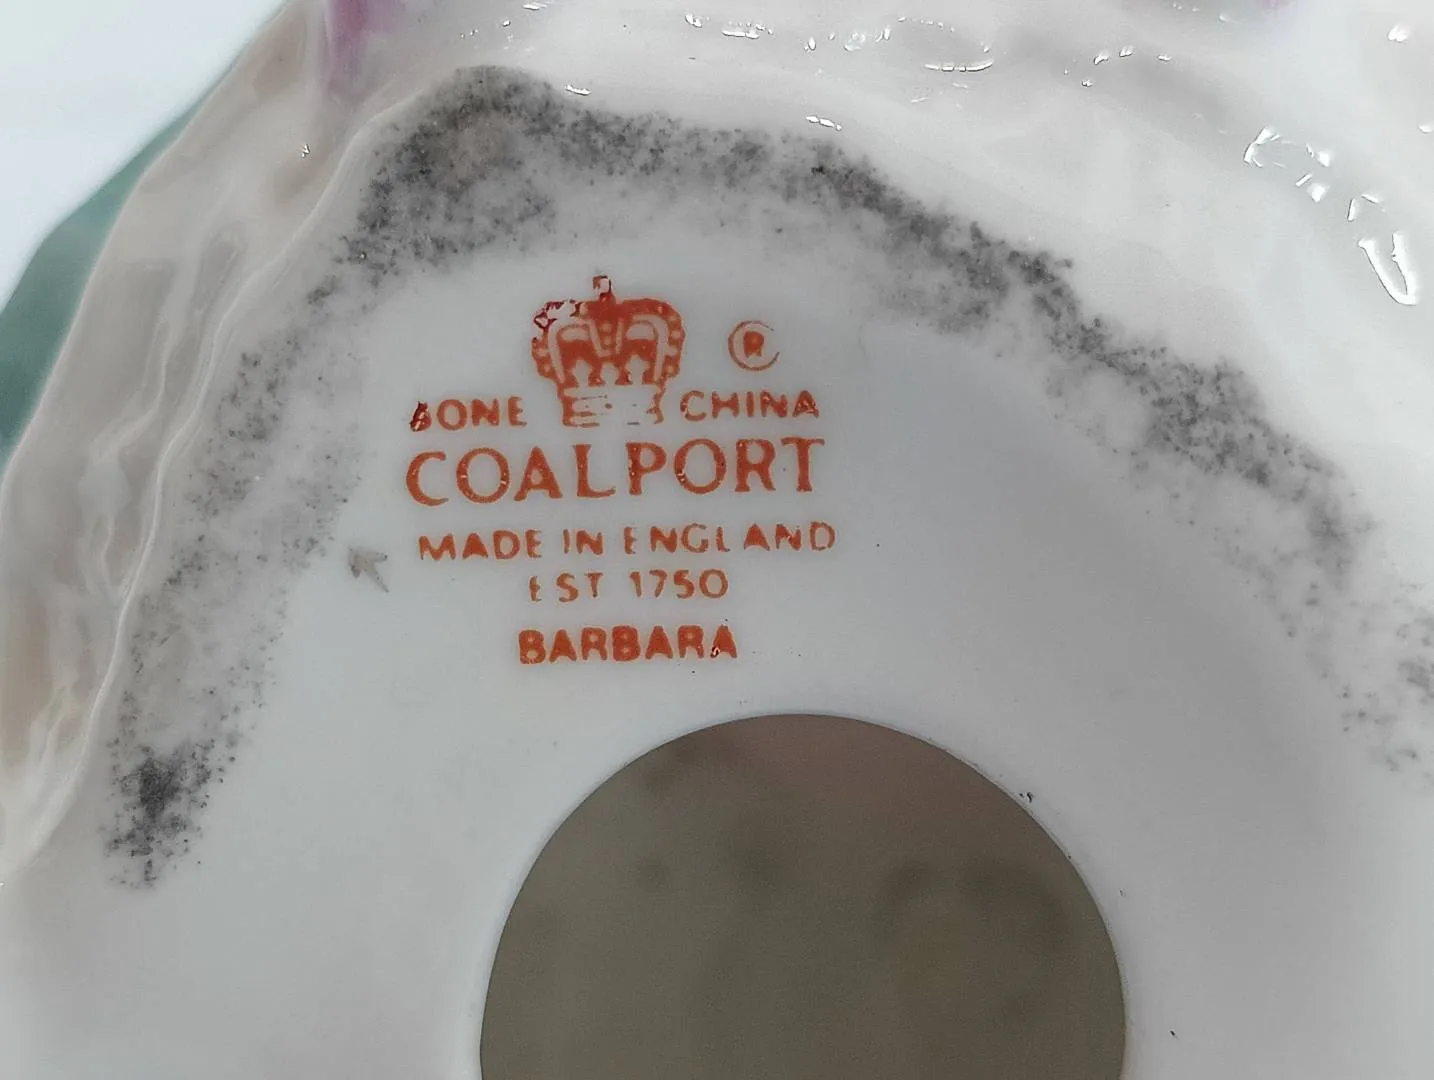 ®
BONE CHINA
COALPORT
MADE IN ENGLAND
EST 1750
BARBARA